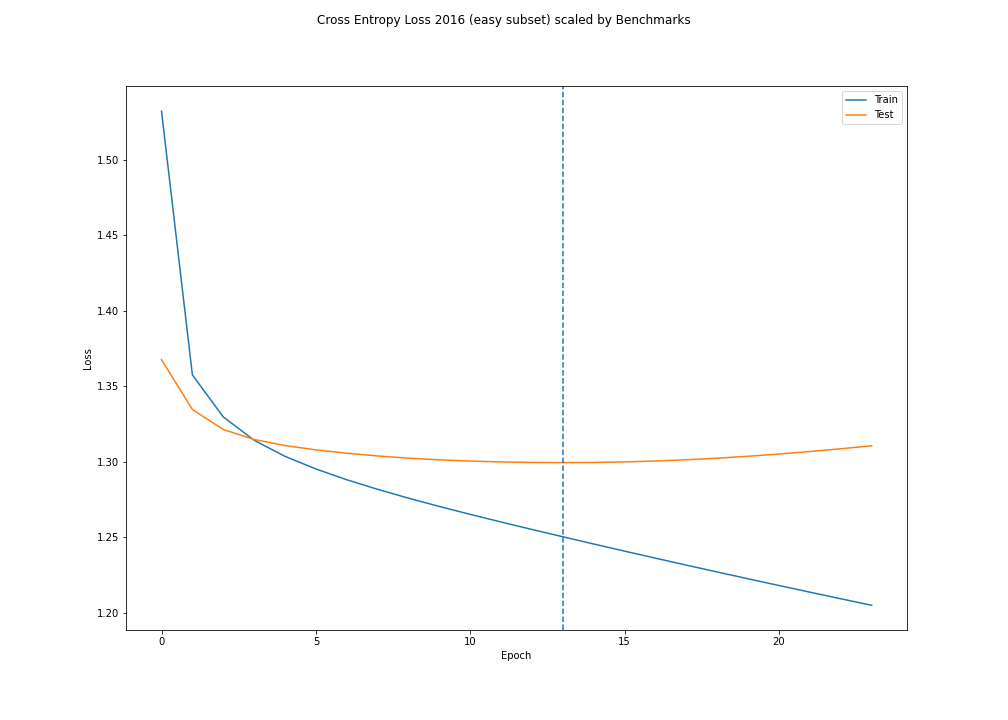 Cross Entropy Loss 2016 (easy subset) scaled by Benchmarks
Train
Test
1.50
1.45
1.40
1.35
1.30
1.25
1.20
Loss
0 5 10 15 20
Epoch